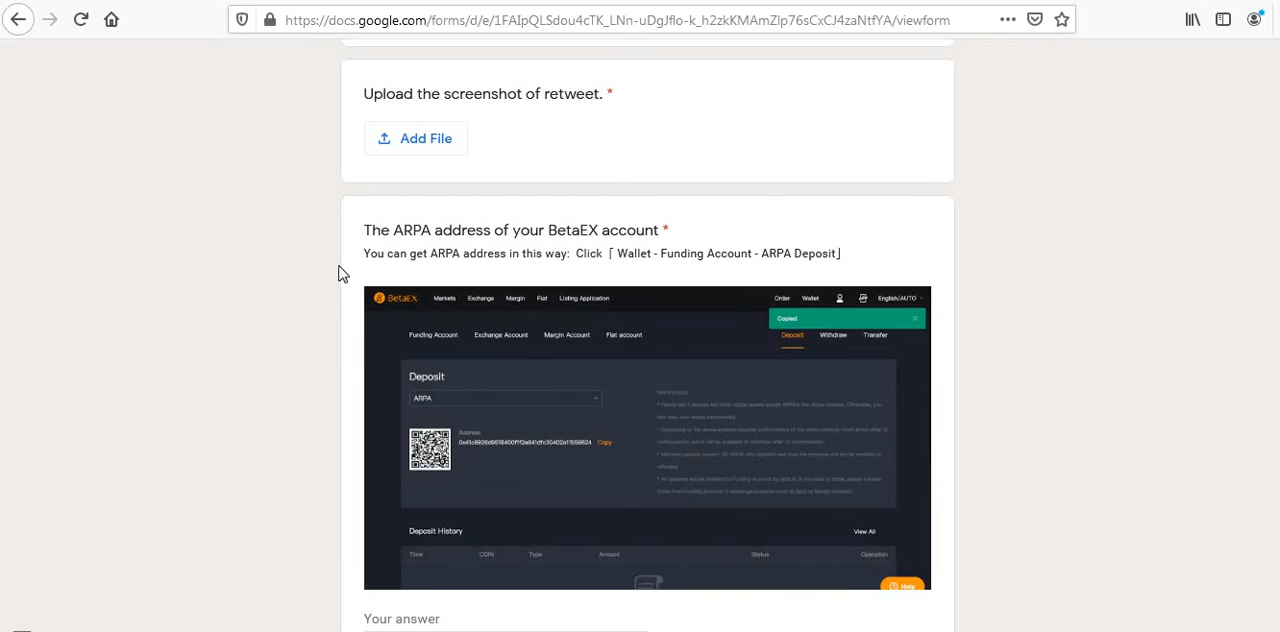 https://docs.google.com/forms/d/e/1FAIpQLSdou4cTK_LNn-uDgJflo-k_h2zkKMAmZlp76sCxCJ4zaNtfYA/viewform
Upload the screenshot of retweet. *
Add File
The ARPA address of your BetaEX account *
You can get ARPA address in this way: Click「 Wallet - Funding Account - ARPA Deposit」
BetaEX Markets Exchange Margin Fiat Listing Application Order Wallet English/AUTO
Copied
Funding Account Exchange Account Margin Account Fiat account Deposit Withdraw Transfer
Deposit
ARPA
Address
Copy
Deposit History View All
Time COIN Type Amount Status Operation
Help
Your answer